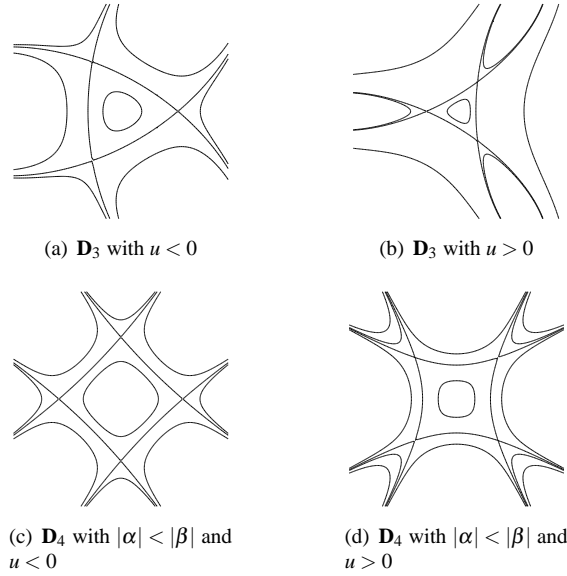 (a) D₃ with u < 0
(b) D₃ with u > 0
(c) D₄ with |α| < |β| and
u < 0
(d) D₄ with |α| < |β| and
u > 0